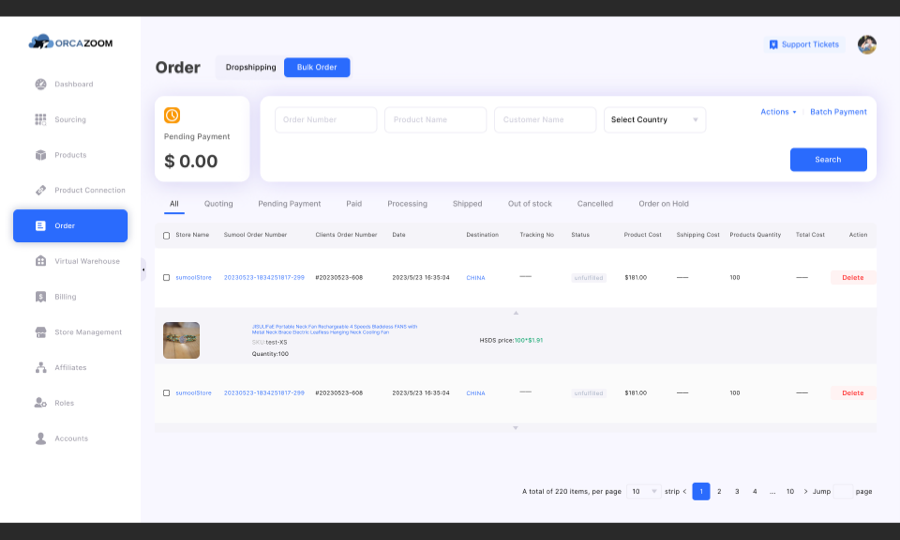 ORCAZOOM
Support Tickets
Dashboard
Sourcing
Products
Product Connection
Order
Virtual Warehouse
Billing
Store Management
Affiliates
Roles
Accounts
Order
Dropshipping
Bulk Order
Pending Payment
$ 0.00
Order Number
Product Name
Customer Name
Select Country
Actions
Batch Payment
Search
All Quoting Pending Payment Paid Processing Shipped Out of stock Cancelled Order on Hold
Store Name Sumool Order Number Clients Order Number Date Destination Tracking No Status Product Cost Suhipping Cost Products Quantity Total Cost Action
sumoolStore 20230523-1834251817-299 #20230523-608 2023/5/23 16:35:04 CHINA —— unfulfilled $181.00 —— 100 —— Delete
JISULIFE Portable Neck Fan Rechargeable 4 Speeds Bladeless FANS with
Metal Neck Brace Electric Leafless Hanging Neck Cooling Fan
SKU:test-XS
Quantity:100
HSDS price:100*$1.91
sumoolStore 20230523-1834251817-299 #20230523-608 2023/5/23 16:35:04 CHINA —— unfulfilled $181.00 —— 100 —— Delete
A total of 220 items, per page 10 strip < 1 2 3 4 ... 10 > Jump page